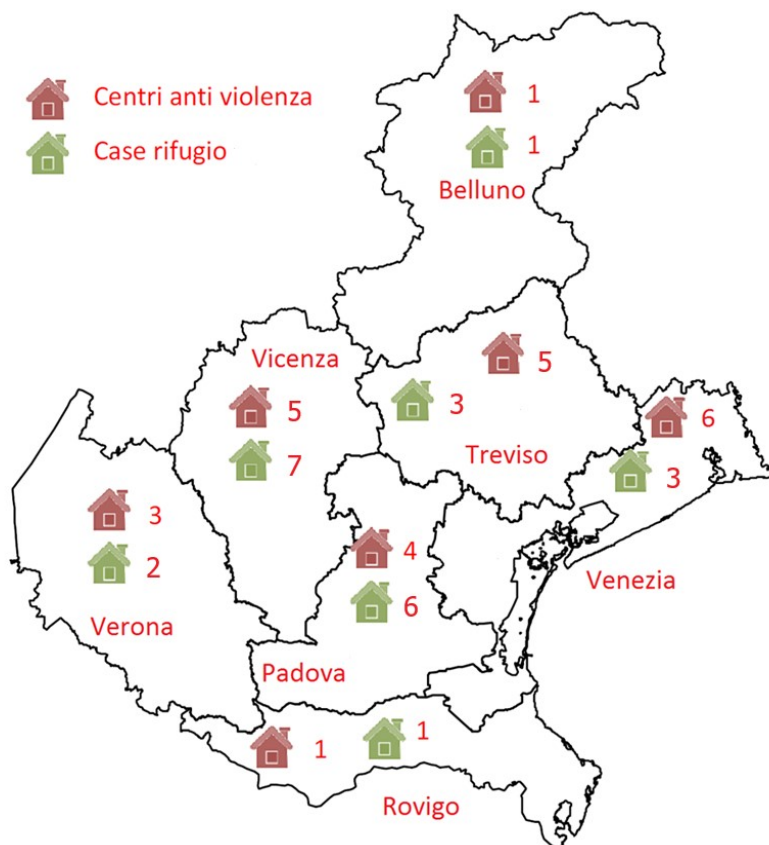 Centri anti violenza
Case rifugio
1
1
Belluno
Vicenza
5
7
5
3
Treviso
6
3
Venezia
3
2
Verona
4
6
Padova
1
1
Rovigo